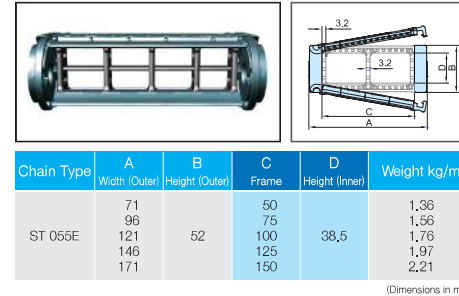 3.2
3.2
D
B
C
A
Chain Type
A
Width (Outer)
B
Height (Outer)
C
Frame
D
Height (Inner)
Weight kg/m
ST 055E
71
96
121
146
171
52
50
75
100
125
150
38.5
1.36
1.56
1.76
1.97
2.21
(Dimensions in m